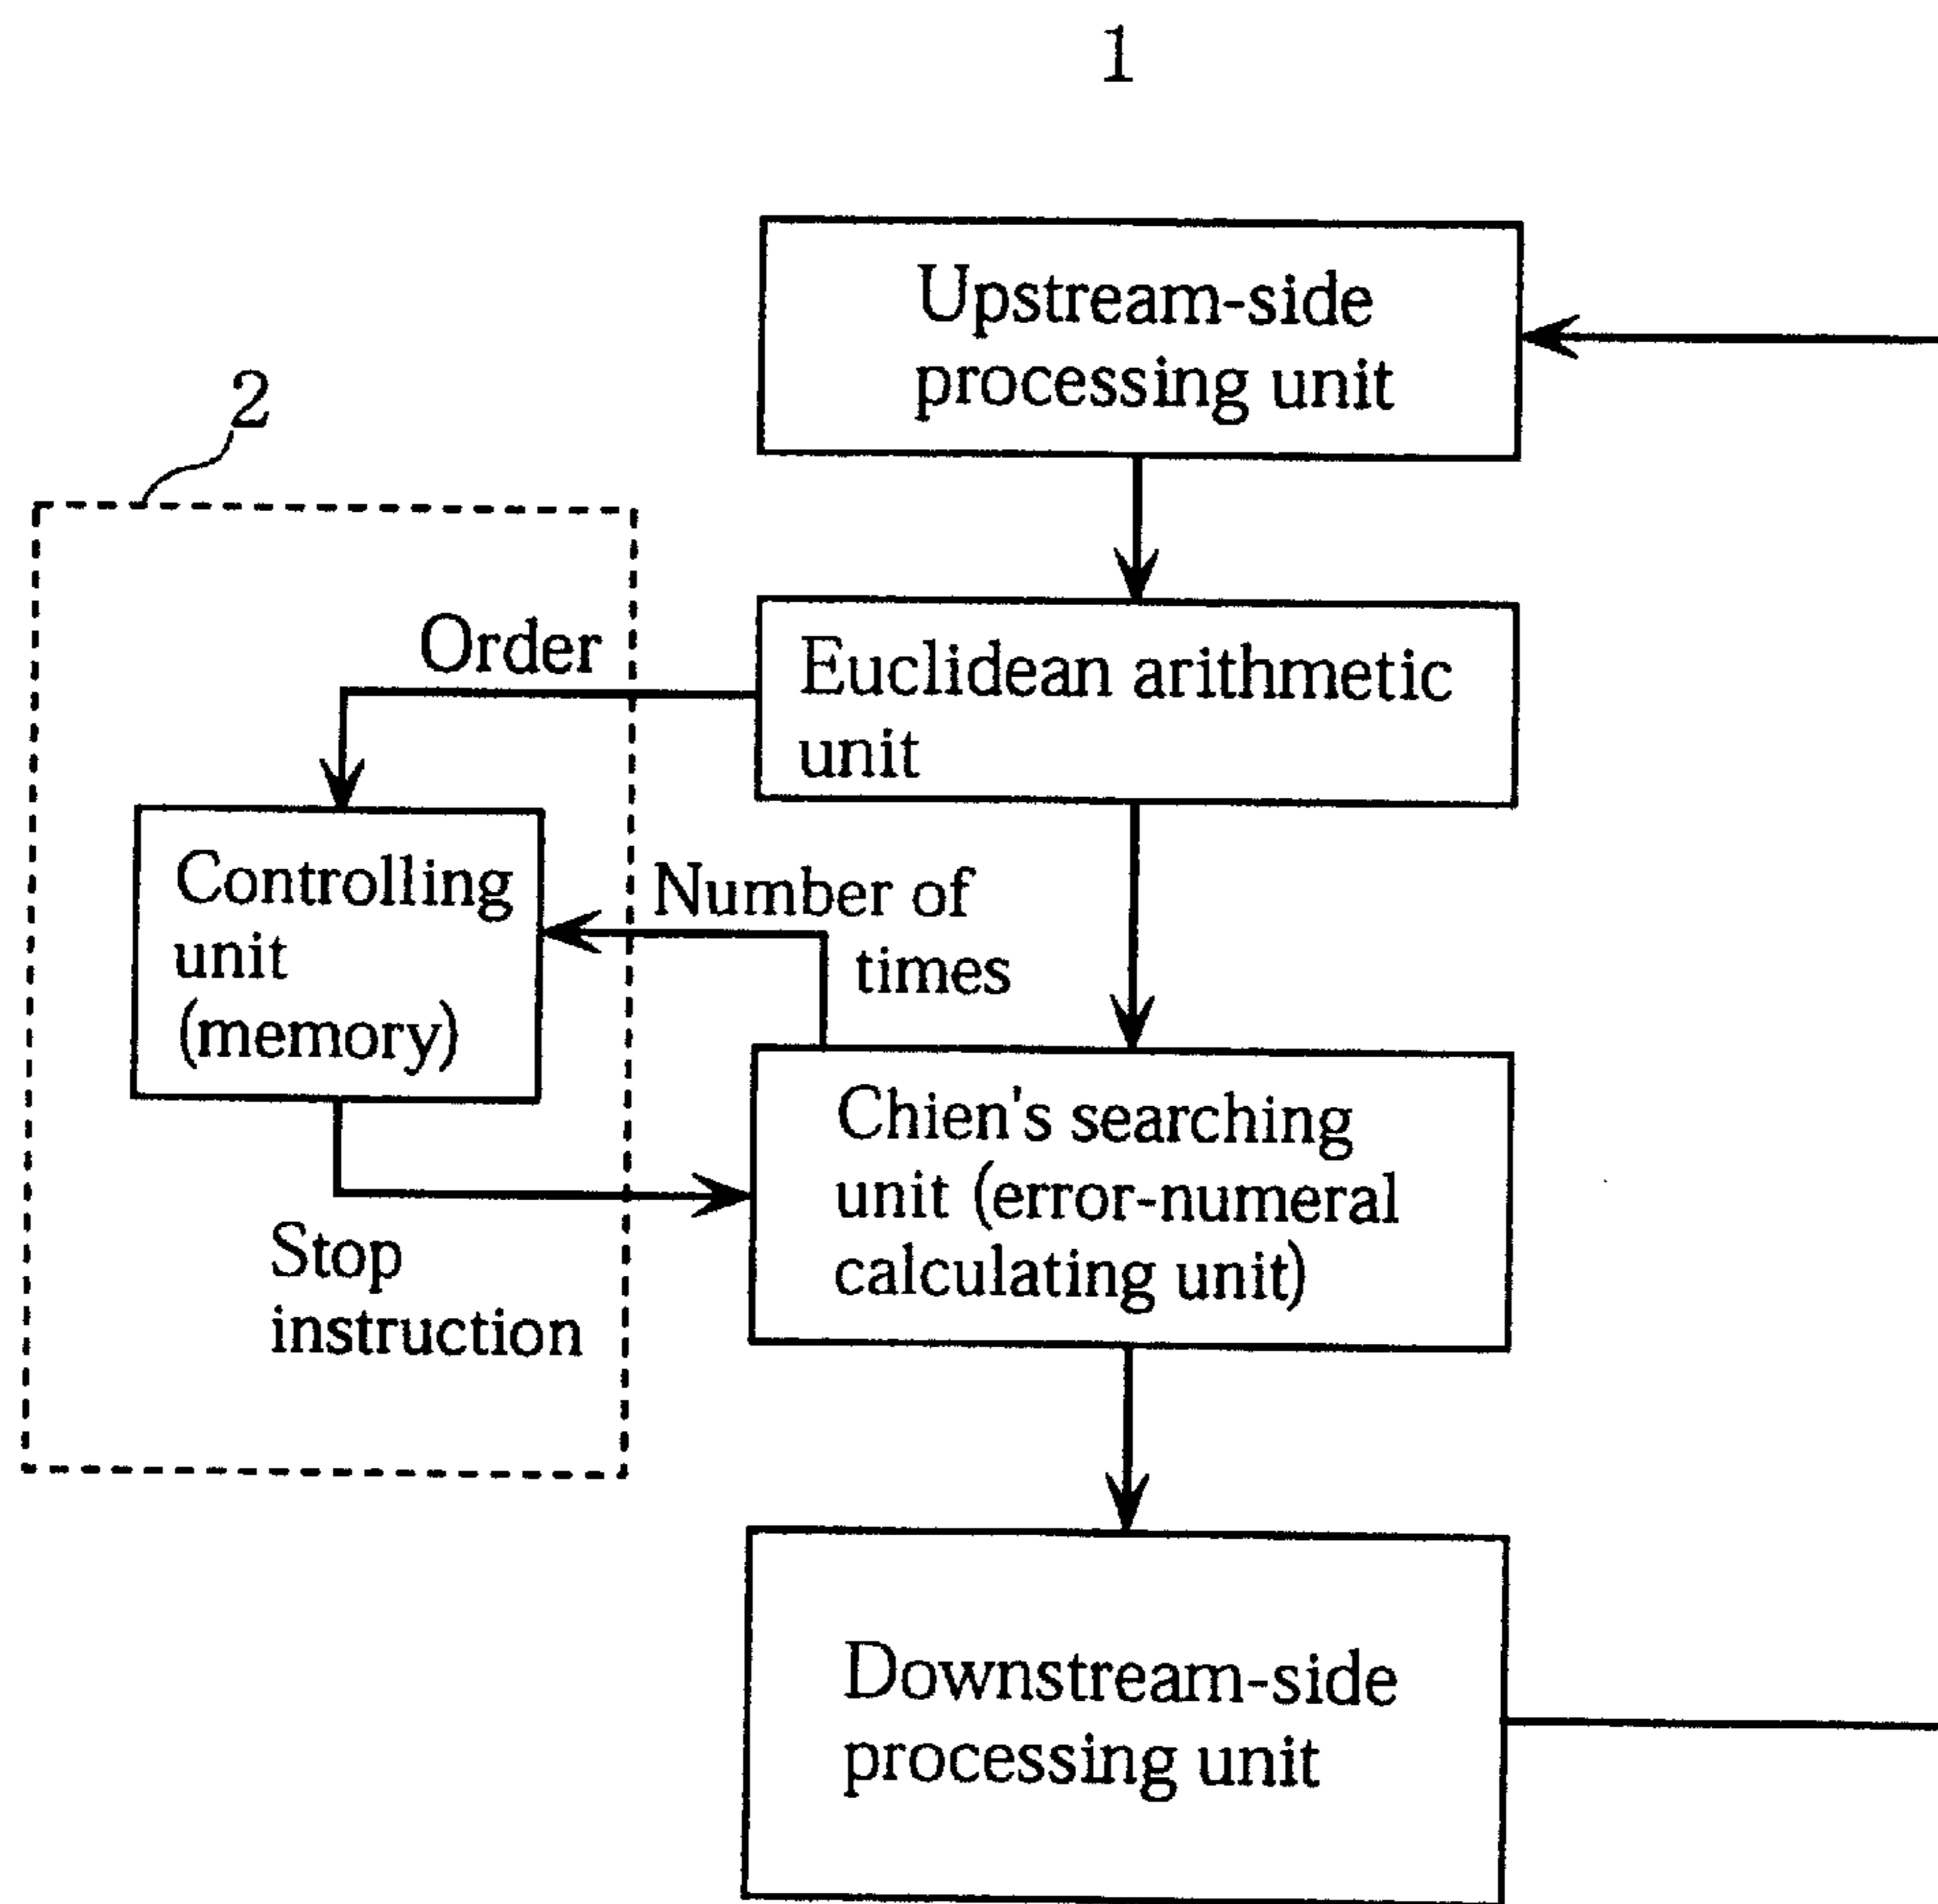 1
Upstream-side
processing unit
2
Order
Euclidean arithmetic
unit
Controlling
unit
(memory)
Number of
times
Chien's searching
unit (error-numeral
calculating unit)
Stop
instruction
Downstream-side
processing unit